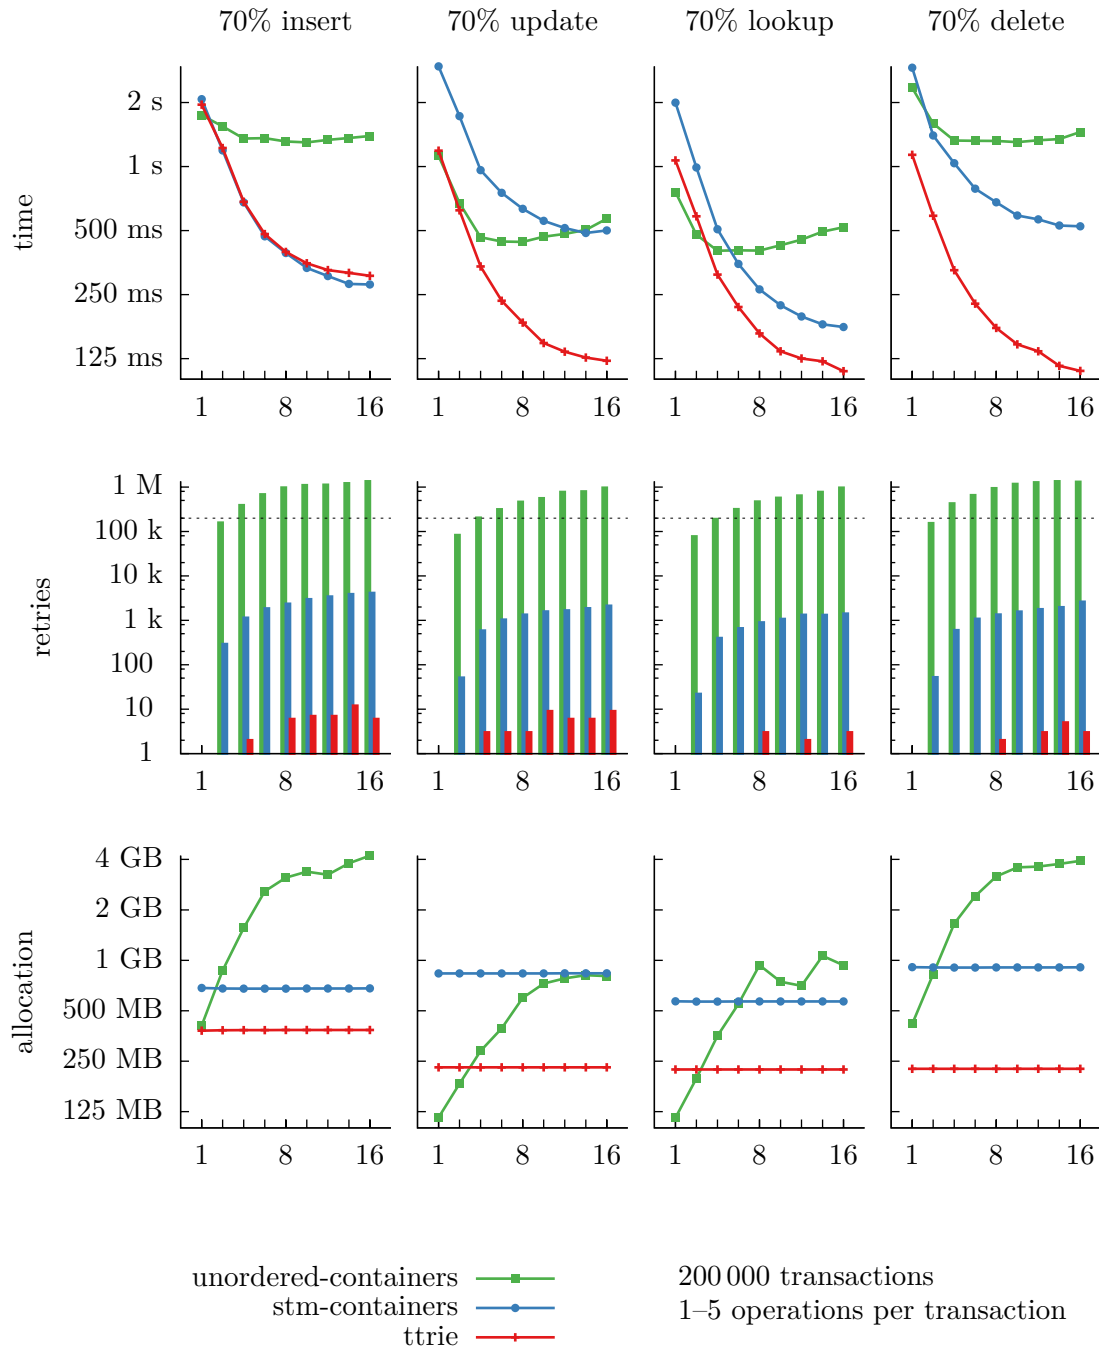 70% insert 70% update 70% lookup 70% delete
time
2 s
1 s
500 ms
250 ms
125 ms
1 8 16 1 8 16 1 8 16 1 8 16
retries
1 M
100 k
10 k
1 k
100
10
1
1 8 16 1 8 16 1 8 16 1 8 16
allocation
4 GB
2 GB
1 GB
500 MB
250 MB
125 MB
1 8 16 1 8 16 1 8 16 1 8 16
unordered-containers
stm-containers
ttrie
200 000 transactions
1–5 operations per transaction